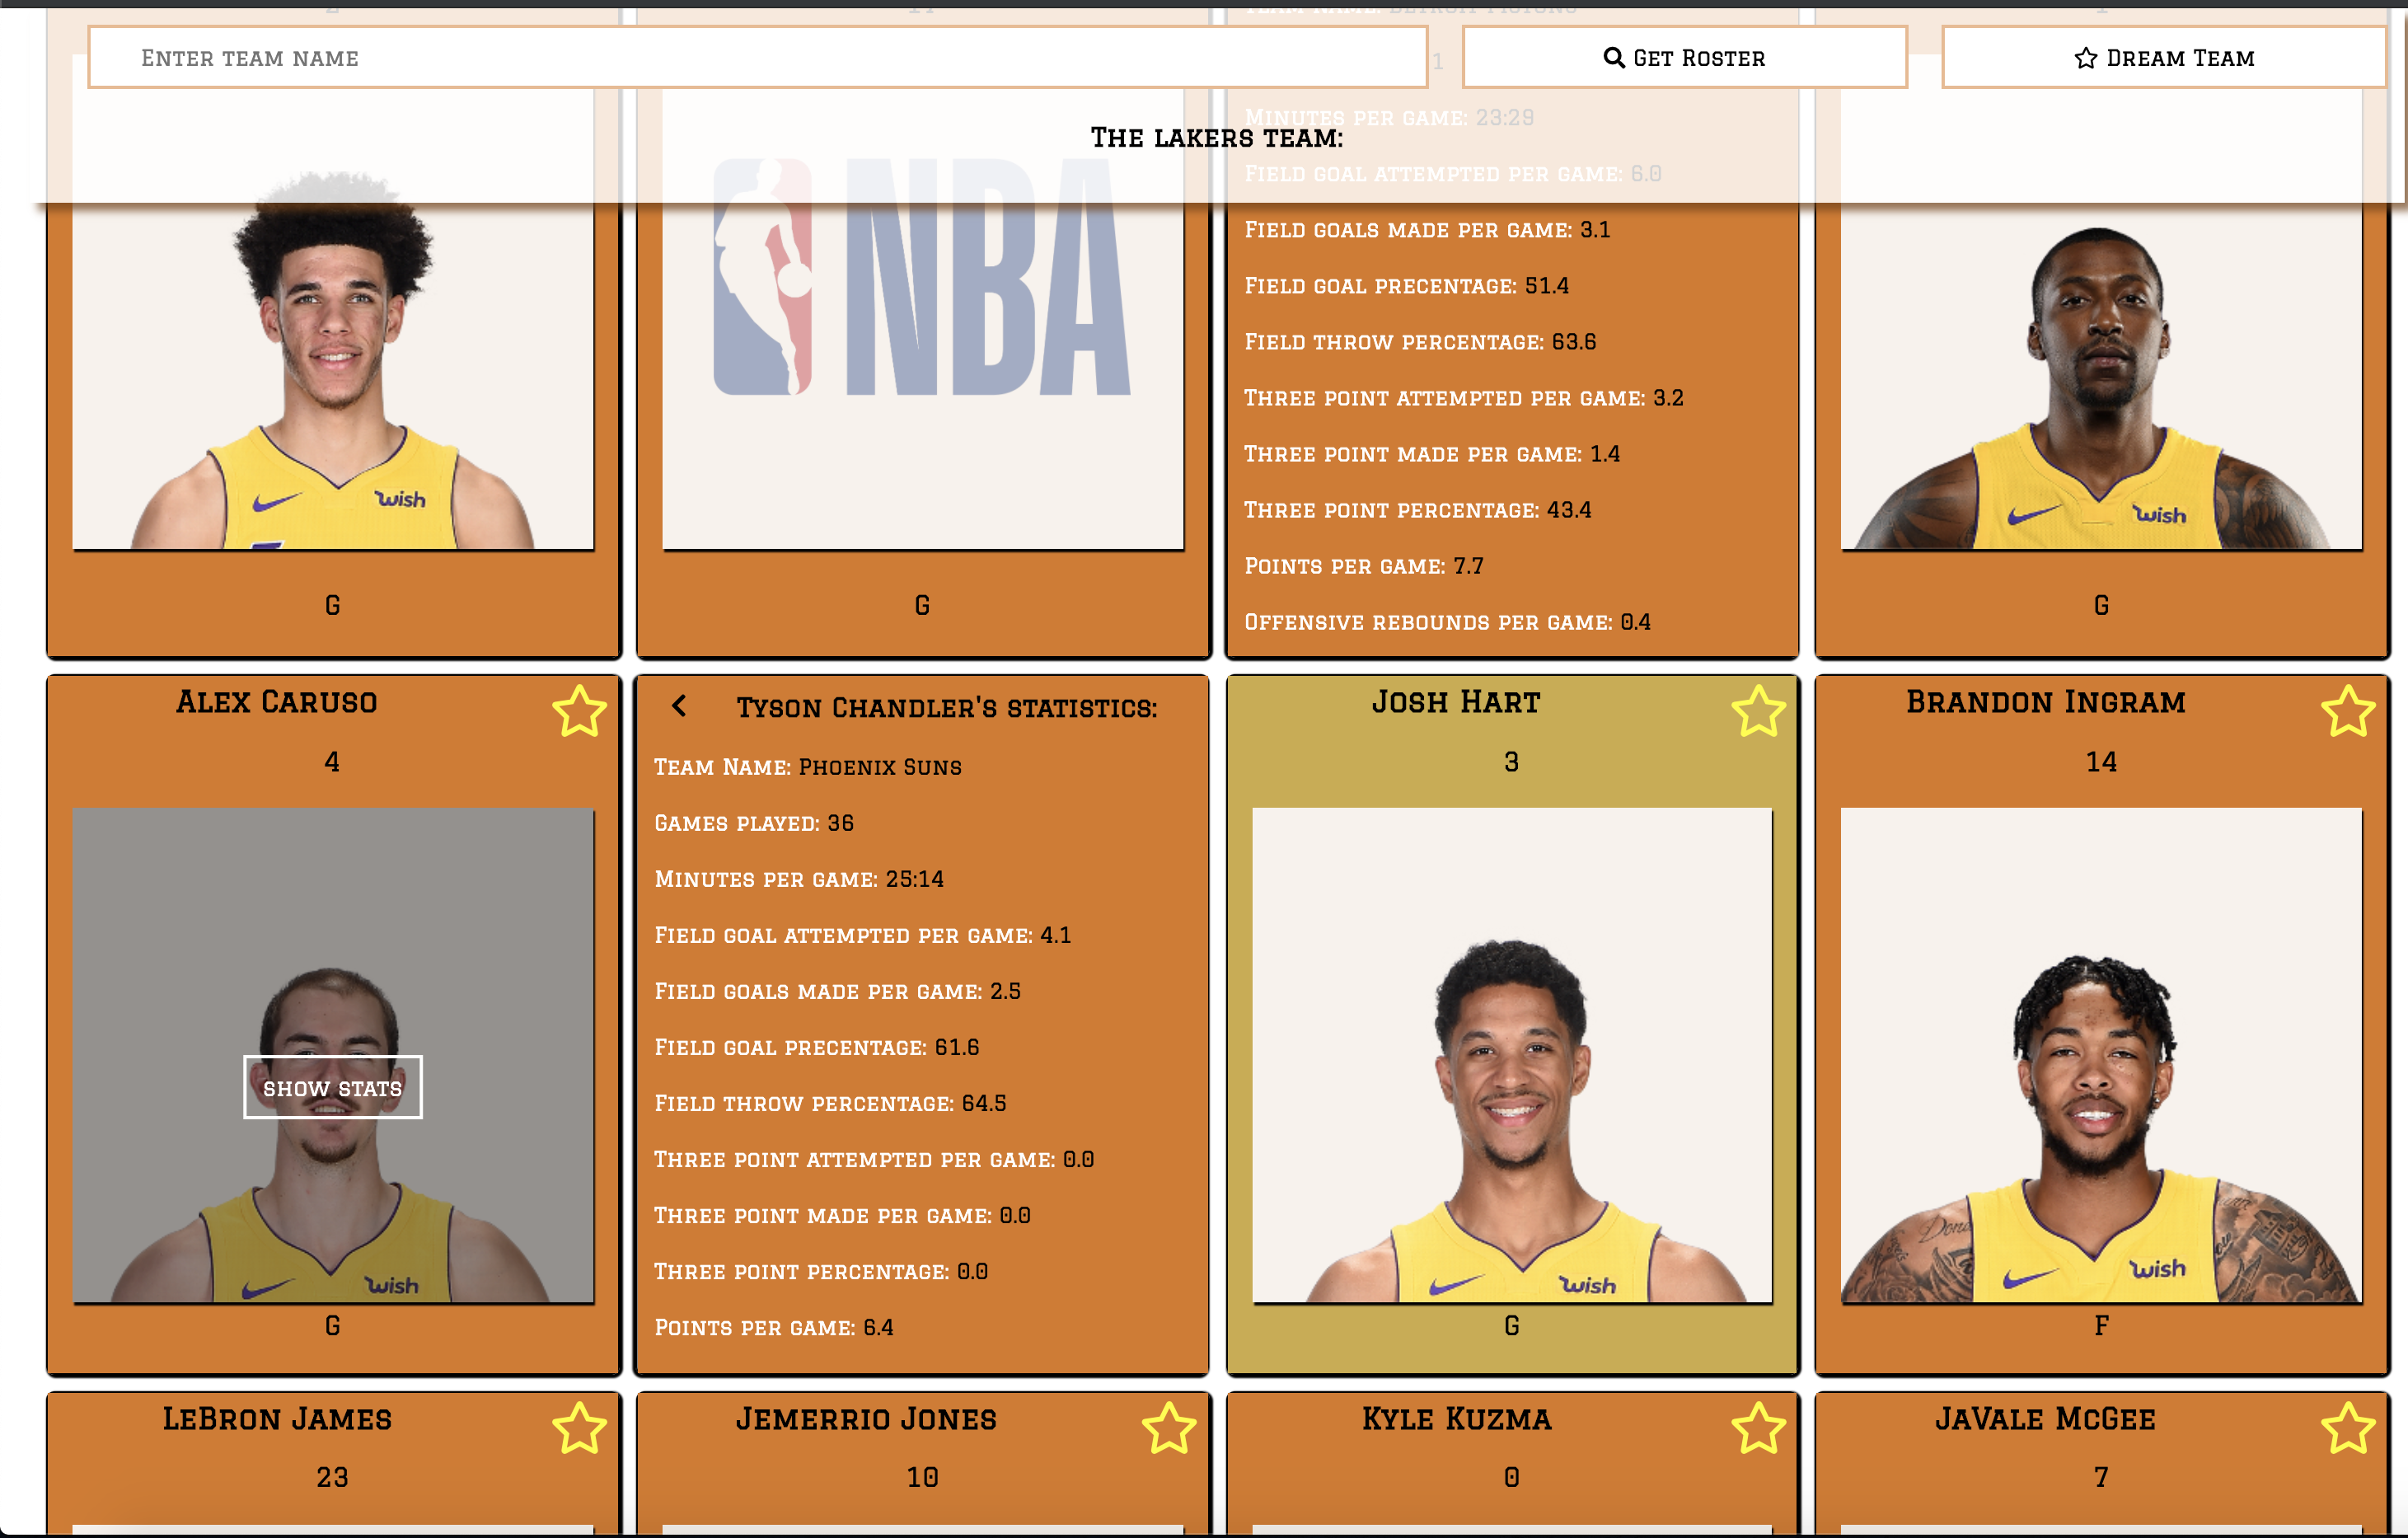 2
11
Team Name: Detroit Pistons
1
Enter team name
Get Roster
Dream Team
The lakers team:
1
Minutes per game: 23:29
Field goal attempted per game: 6.0
Field goals made per game: 3.1
Field goal precentage: 51.4
Field throw percentage: 63.6
Three point attempted per game: 3.2
Three point made per game: 1.4
Three point percentage: 43.4
Points per game: 7.7
Offensive rebounds per game: 0.4
wish
G
NBA
G
wish
G
Alex Caruso
4
show stats
wish
G
Tyson Chandler's statistics:
Team Name: Phoenix Suns
Games played: 36
Minutes per game: 25:14
Field goal attempted per game: 4.1
Field goals made per game: 2.5
Field goal precentage: 61.6
Field throw percentage: 64.5
Three point attempted per game: 0.0
Three point made per game: 0.0
Three point percentage: 0.0
Points per game: 6.4
Josh Hart
3
wish
G
Brandon Ingram
14
wish
F
LeBron James
23
Jemerrio Jones
10
Kyle Kuzma
0
JaVale McGee
7